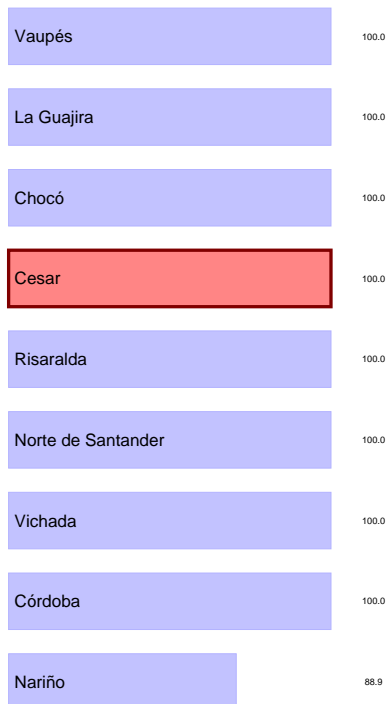 Vaupés 100.0
La Guajira 100.0
Chocó 100.0
Cesar 100.0
Risaralda 100.0
Norte de Santander 100.0
Vichada 100.0
Córdoba 100.0
Nariño 88.9